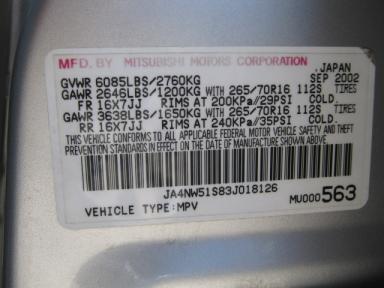 MFD. BY MITSUBISHI MOTORS CORPORATION, JAPAN
GVWR 6085LBS/2760KG SEP 2002
GAWR 2646LBS/1200KG WITH 265/70R16 112S TIRES
FR 16X7JJ RIMS AT 200KPa/29PSI COLD.
GAWR 3638LBS/1650KG WITH 265/70R16 112S TIRES
RR 16X7JJ RIMS AT 240KPa/35PSI COLD.
THIS VEHICLE CONFORMS TO ALL APPLICABLE
FEDERAL MOTOR VEHICLE SAFETY AND THEFT
PREVENTION STANDARDS IN EFFECT ON THE DATE
OF MANUFACTURE SHOWN ABOVE.
JA4NW51S83J018126
VEHICLE TYPE:MPV MU000563